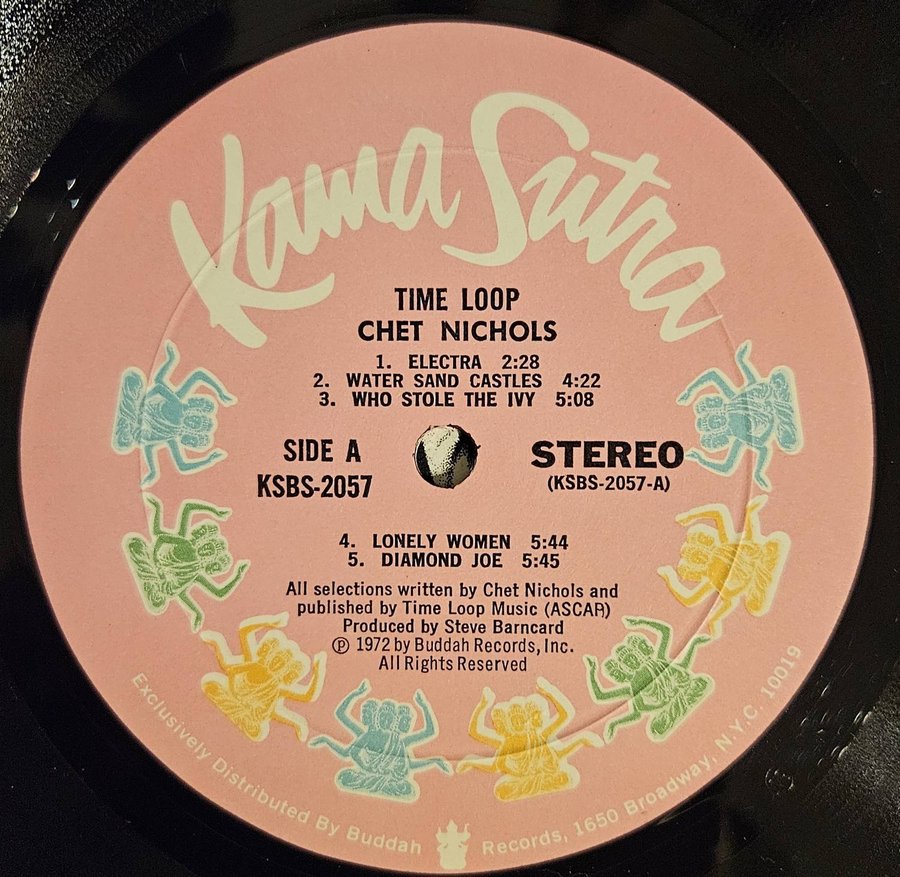 Kama Sutra
TIME LOOP
CHET NICHOLS
1. ELECTRA 2:28
2. WATER SAND CASTLES 4:22
3. WHO STOLE THE IVY 5:08
SIDE A
KSBS-2057
STEREO
(KSBS-2057-A)
4. LONELY WOMEN 5:44
5. DIAMOND JOE 5:45
All selections written by Chet Nichols and
published by Time Loop Music (ASCAP)
Produced by Steve Barncard
℗ 1972 by Buddah Records, Inc.
All Rights Reserved
Exclusively Distributed By Buddah Records, 1650 Broadway, N.Y.C. 10019